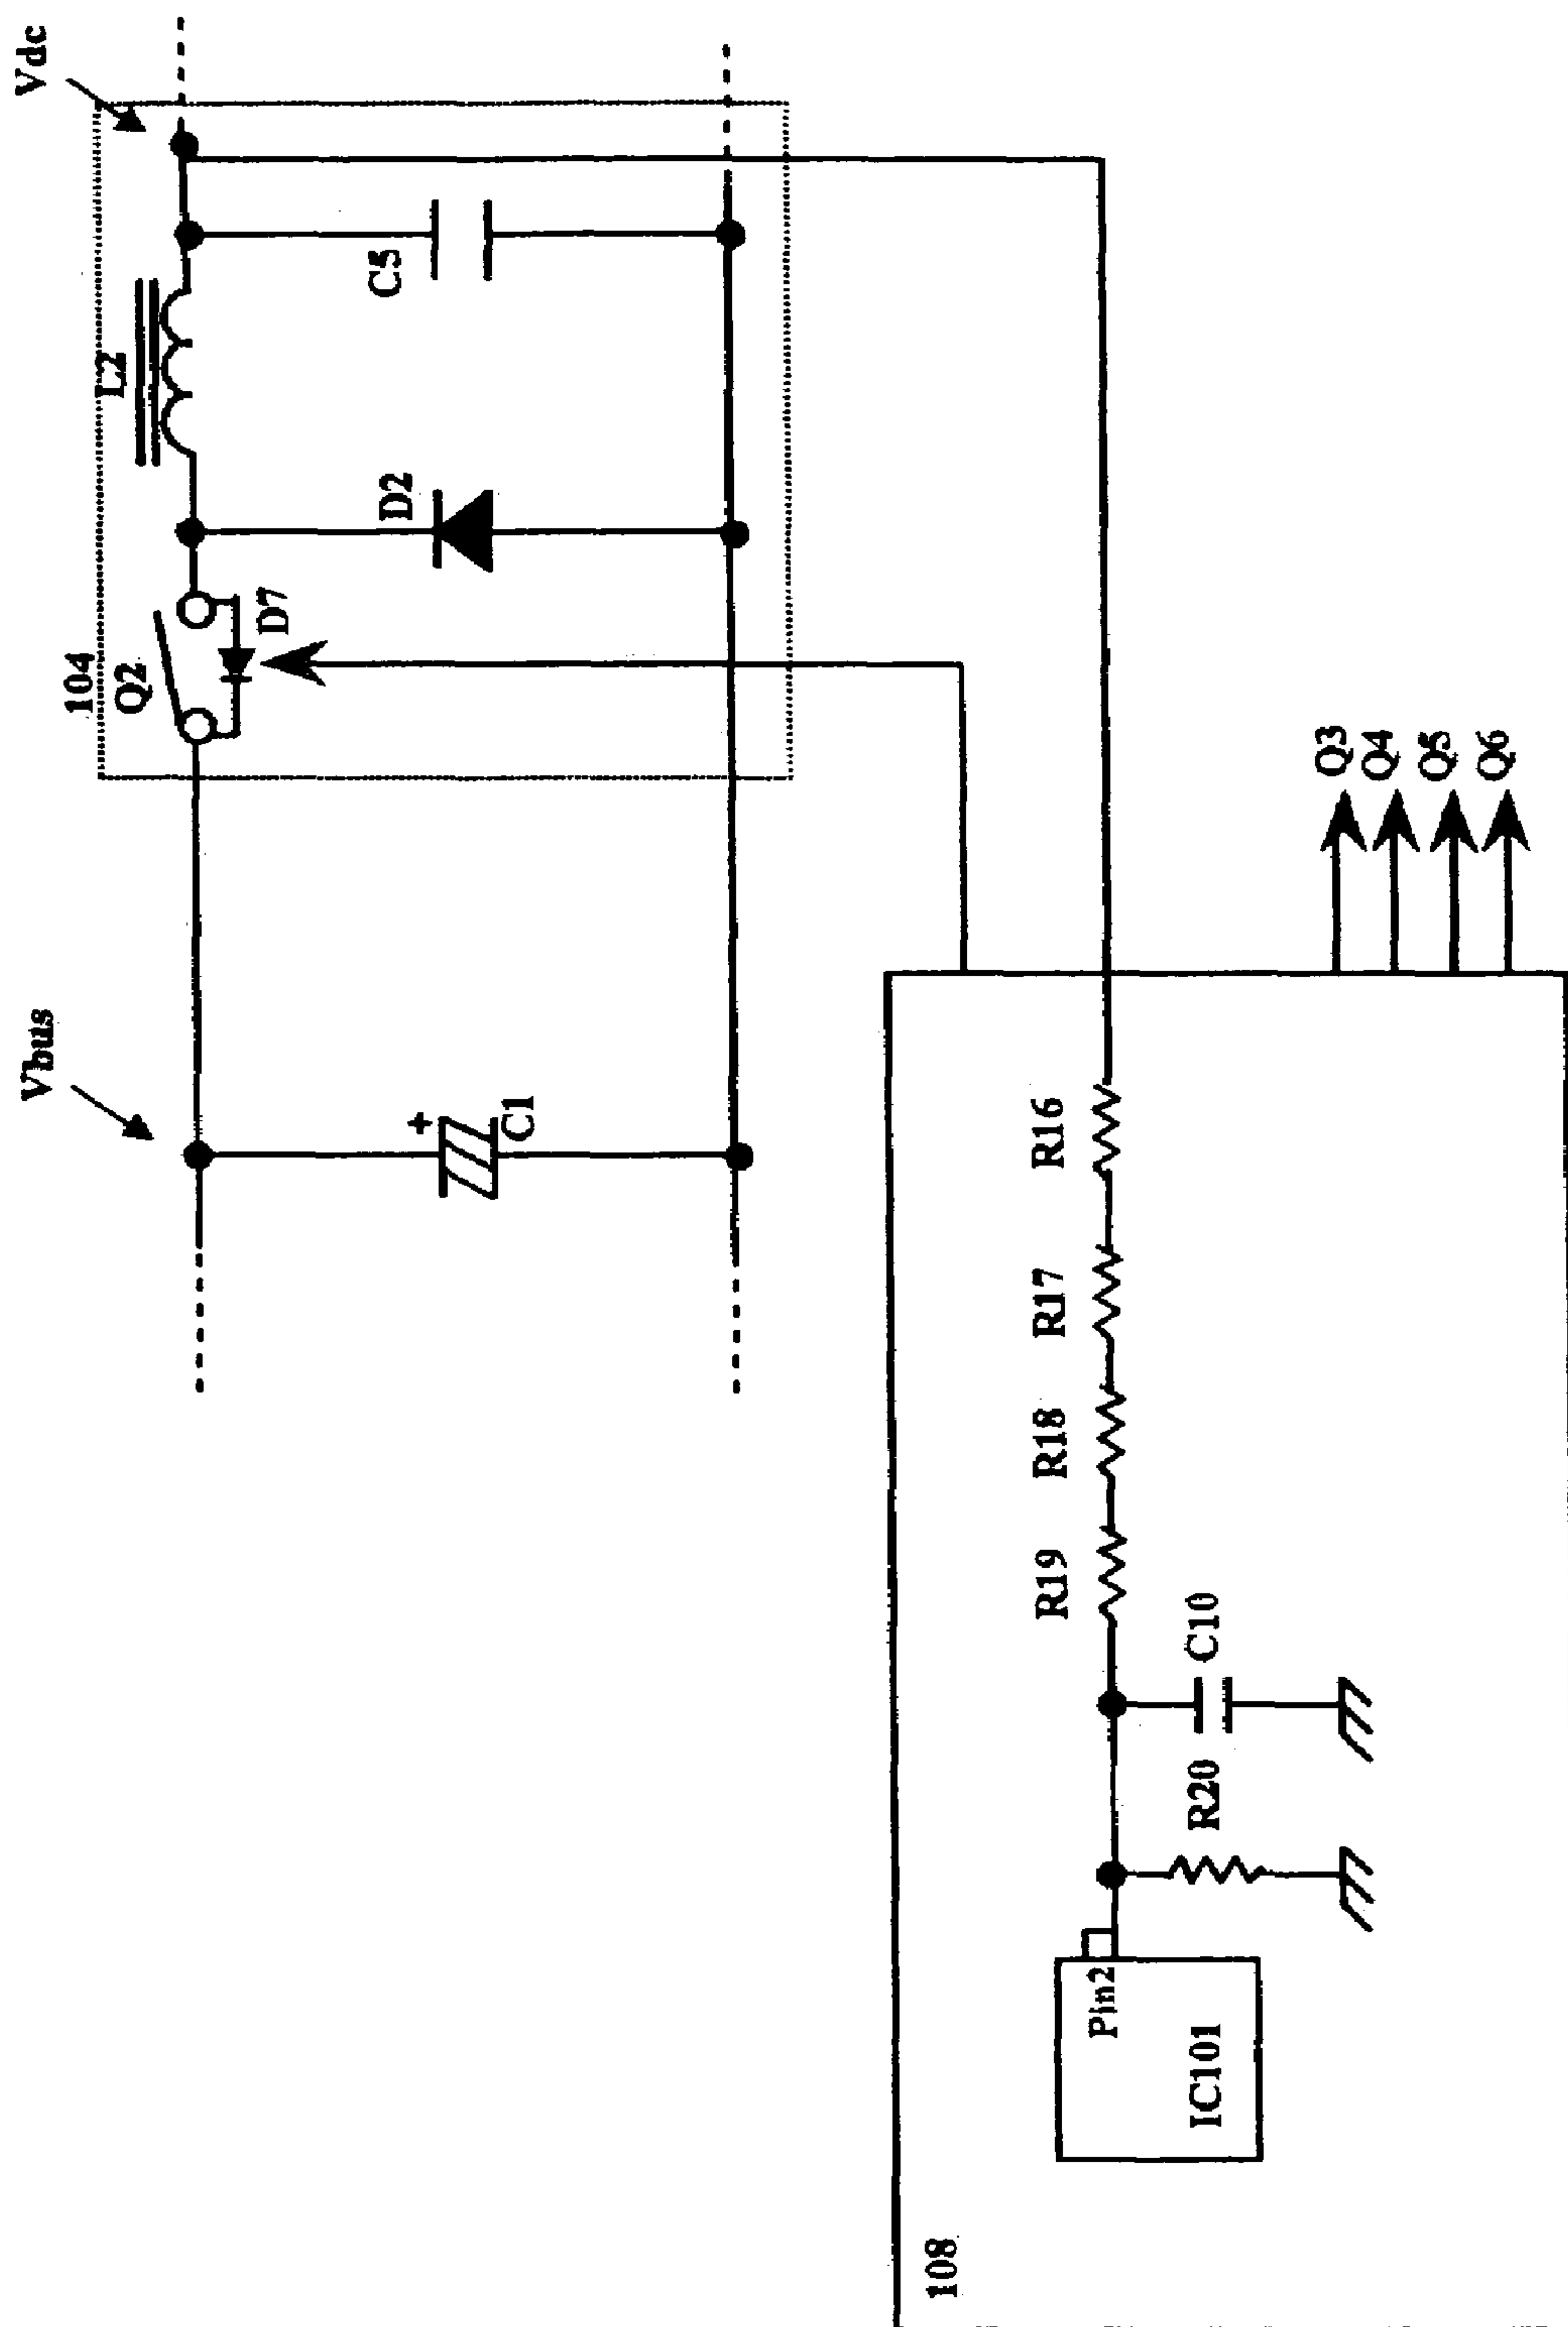 Vbus
Vdc
104
Q2
L2
D7
D2
C5
+
C1
108
Pin2
IC101
R19
R18
R17
R16
R20
C10
Q3
Q4
Q5
Q6